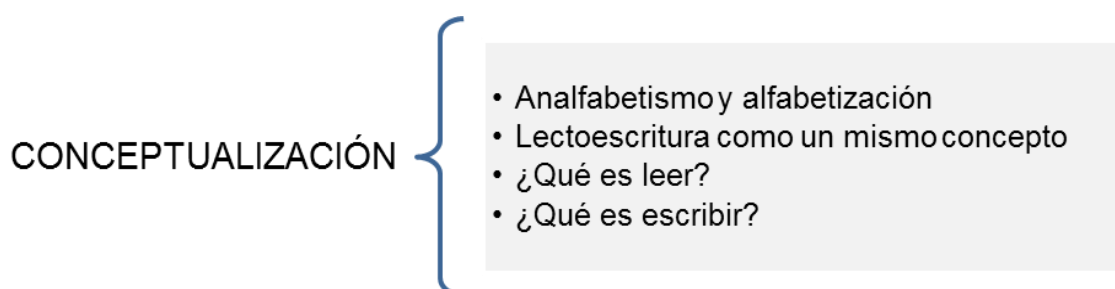 CONCEPTUALIZACIÓN
• Analfabetismo y alfabetización
• Lectoescritura como un mismo concepto
• ¿Qué es leer?
• ¿Qué es escribir?